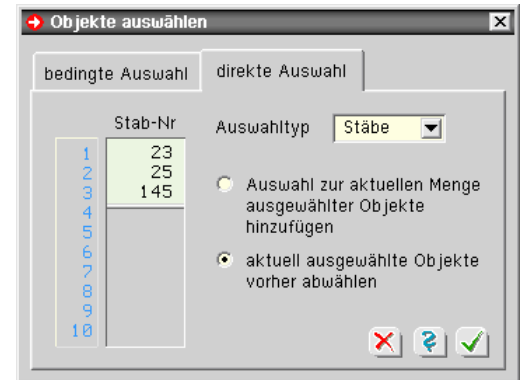 Objekte auswählen
bedingte Auswahl
direkte Auswahl
Stab-Nr
1 23
2 25
3 145
4
5
6
7
8
9
10
Auswahltyp Stäbe
Auswahl zur aktuellen Menge
ausgewählter Objekte
hinzufügen
aktuell ausgewählte Objekte
vorher abwählen